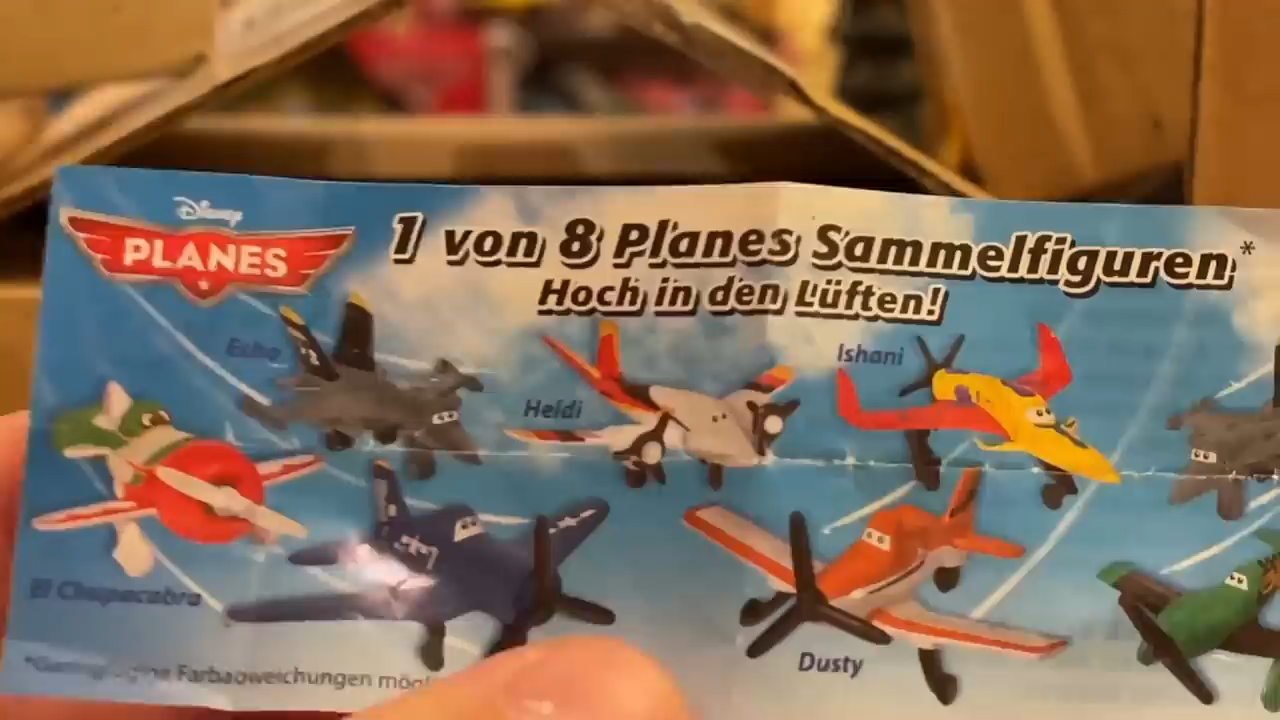 Disney
PLANES
1 von 8 Planes Sammelfiguren*
Hoch in den Lüften!
Echo
Heidi
Ishani
El Chupacabra
Dusty
Farbabweichungen